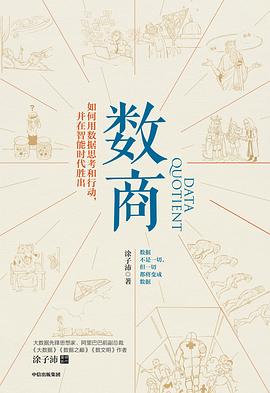 数商
DATA
QUOTIENT
如何用数据思考和行动，
并在智能时代胜出
涂子沛 著
数据
不是一切，
但一切
都将变成
数据
大数据先锋思想家、阿里巴巴前副总裁
《大数据》《数据之巅》《数文明》作者
涂子沛
中信出版集团